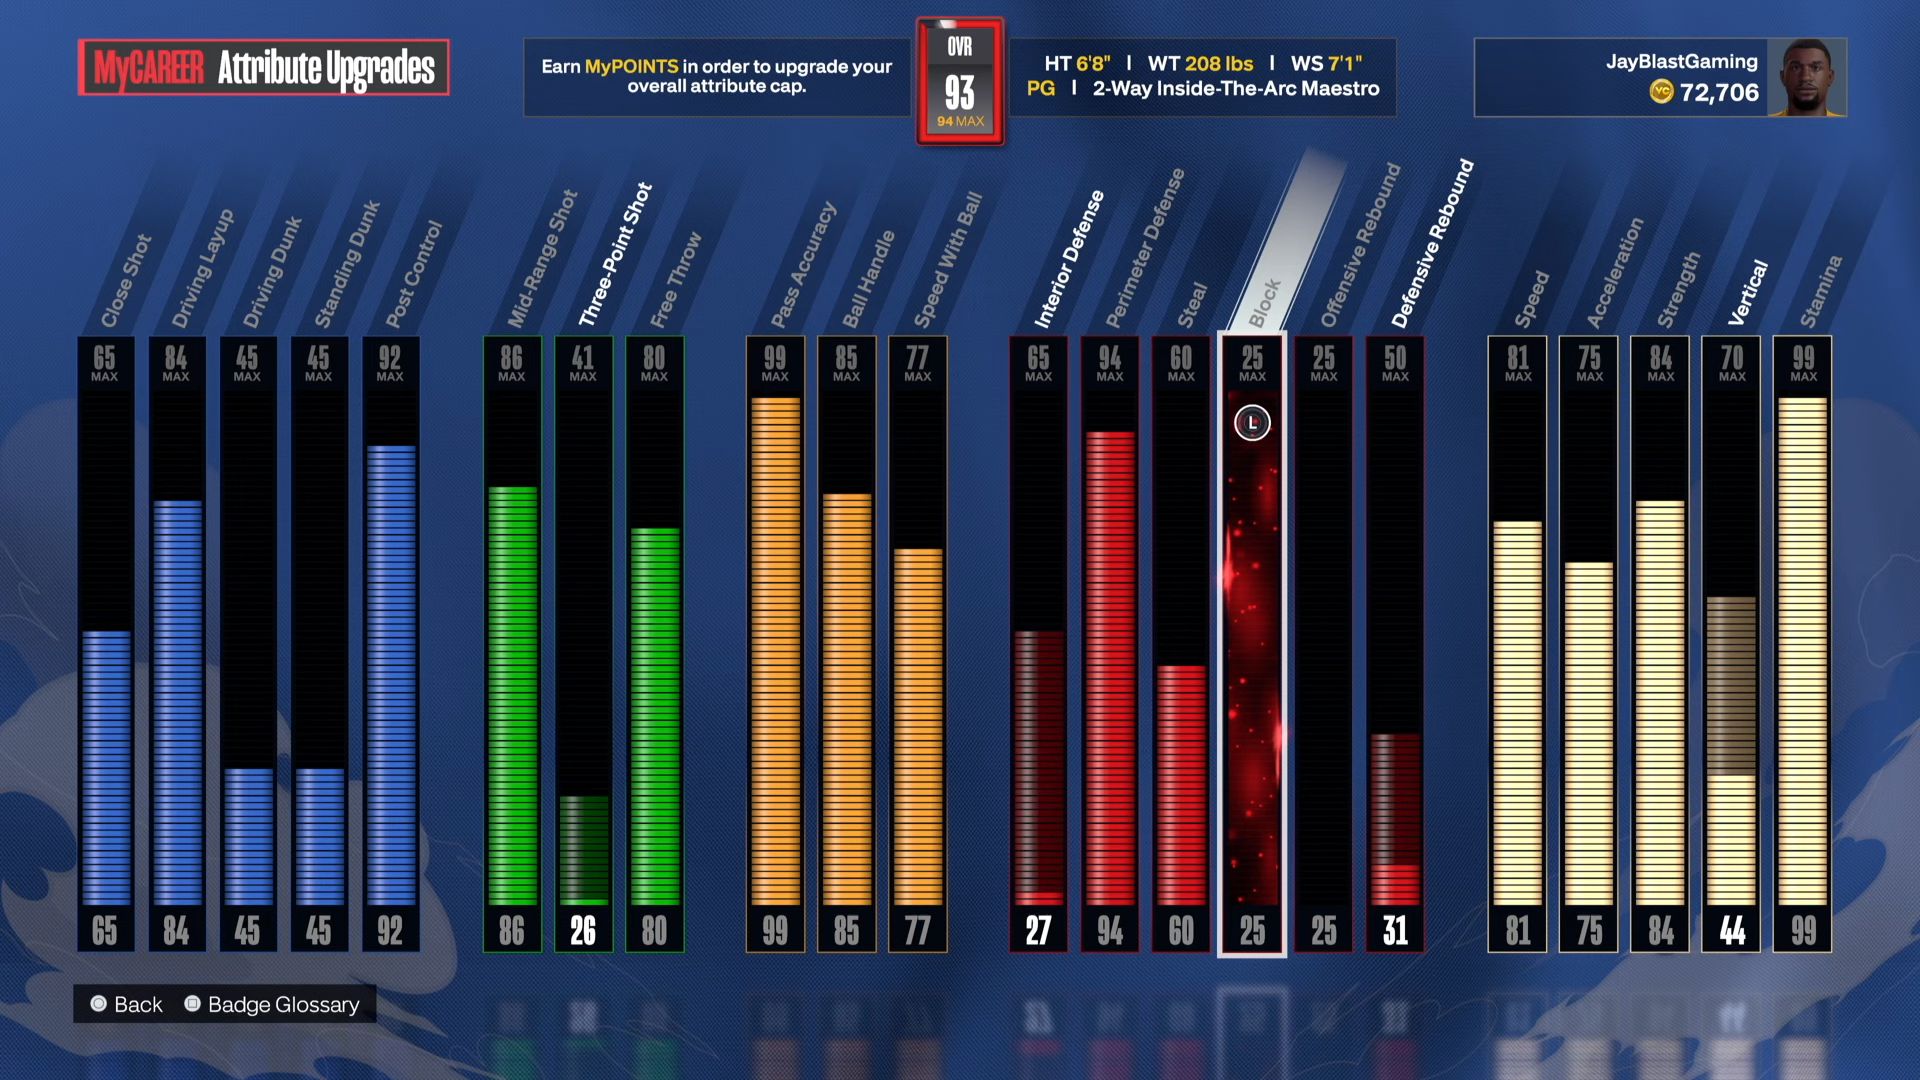 MyCAREER Attribute Upgrades
Earn MyPOINTS in order to upgrade your
overall attribute cap.
OVR
93
94 MAX
HT 6'8" | WT 208 lbs | WS 7'1"
PG | 2-Way Inside-The-Arc Maestro
JayBlastGaming
VC 72,706
Close Shot
Driving Layup
Driving Dunk
Standing Dunk
Post Control
Mid-Range Shot
Three-Point Shot
Free Throw
Pass Accuracy
Ball Handle
Speed With Ball
Interior Defense
Perimeter Defense
Steal
Block
Offensive Rebound
Defensive Rebound
Speed
Acceleration
Strength
Vertical
Stamina
65 84 45 45 92 86 41 80 99 85 77 65 94 60 25 25 50 81 75 84 70 99
MAX MAX MAX MAX MAX MAX MAX MAX MAX MAX MAX MAX MAX MAX MAX MAX MAX MAX MAX MAX MAX MAX
L
65 84 45 45 92 86 26 80 99 85 77 27 94 60 25 25 31 81 75 84 44 99
Back Badge Glossary